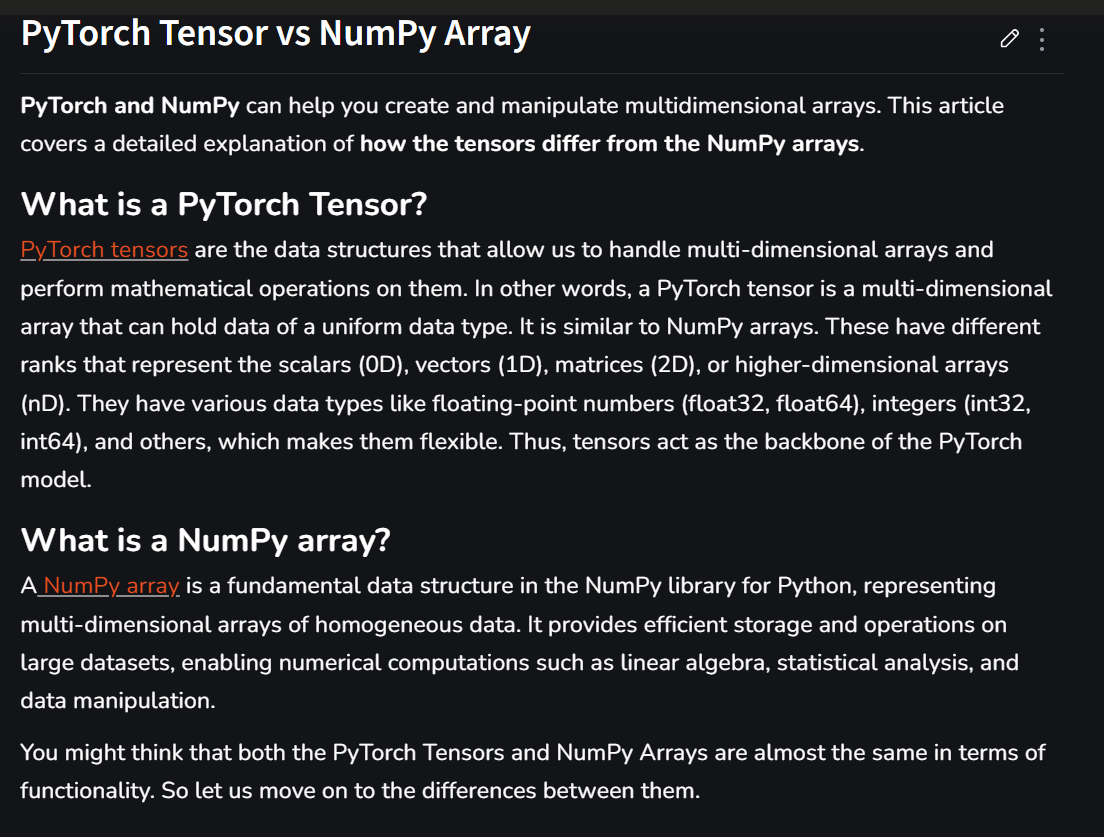 PyTorch Tensor vs NumPy Array
PyTorch and NumPy can help you create and manipulate multidimensional arrays. This article
covers a detailed explanation of how the tensors differ from the NumPy arrays.
What is a PyTorch Tensor?
PyTorch tensors are the data structures that allow us to handle multi-dimensional arrays and
perform mathematical operations on them. In other words, a PyTorch tensor is a multi-dimensional
array that can hold data of a uniform data type. It is similar to NumPy arrays. These have different
ranks that represent the scalars (0D), vectors (1D), matrices (2D), or higher-dimensional arrays
(nD). They have various data types like floating-point numbers (float32, float64), integers (int32,
int64), and others, which makes them flexible. Thus, tensors act as the backbone of the PyTorch
model.
What is a NumPy array?
A NumPy array is a fundamental data structure in the NumPy library for Python, representing
multi-dimensional arrays of homogeneous data. It provides efficient storage and operations on
large datasets, enabling numerical computations such as linear algebra, statistical analysis, and
data manipulation.
You might think that both the PyTorch Tensors and NumPy Arrays are almost the same in terms of
functionality. So let us move on to the differences between them.